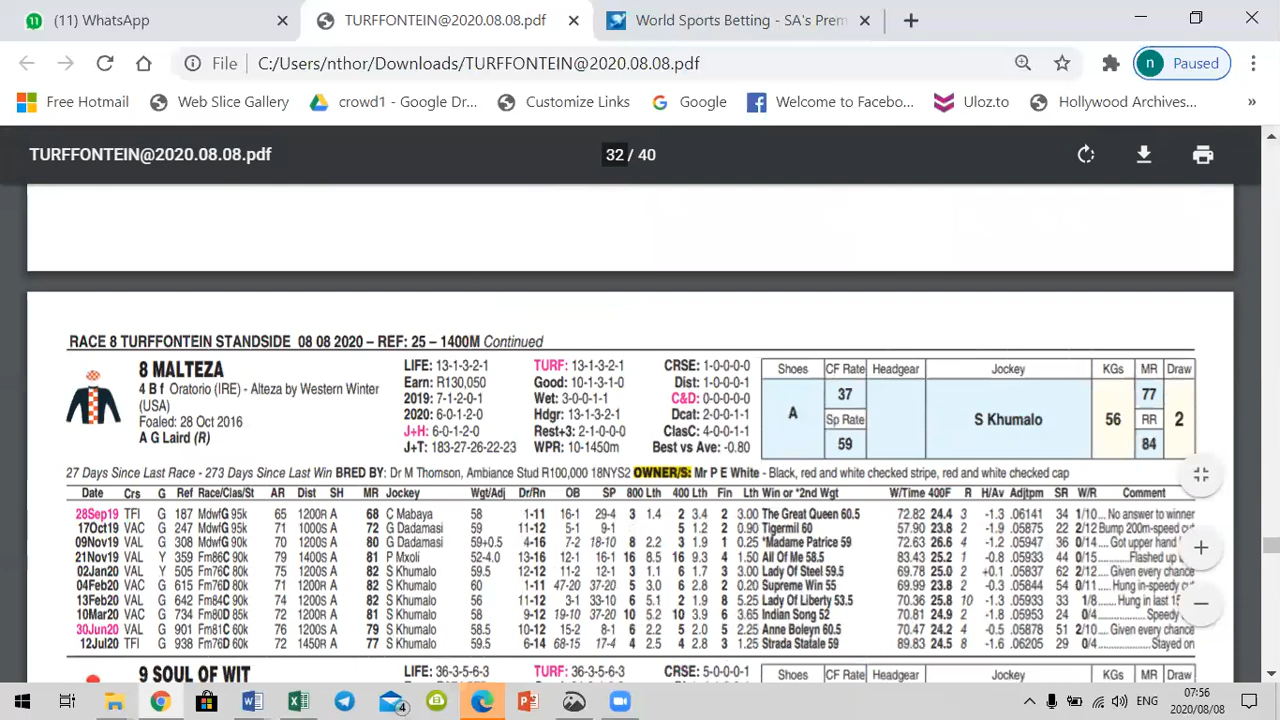 (11) WhatsApp
TURFFONTEIN@2020.08.08.pdf
World Sports Betting - SA's Prem
File C:/Users/nthor/Downloads/TURFFONTEIN@2020.08.08.pdf
n Paused
Free Hotmail Web Slice Gallery crowd1 - Google Dr... Customize Links Google Welcome to Facebo... Uloz.to Hollywood Archives... »
TURFFONTEIN@2020.08.08.pdf 32 / 40
RACE 8 TURFFONTEIN STANDSIDE 08 08 2020 – REF: 25 – 1400M Continued
8 MALTEZA LIFE: 13-1-3-2-1 TURF: 13-1-3-2-1 CRSE: 1-0-0-0-0 Shoes CF Rate Headgear Jockey KGs MR Draw
4 B f Oratorio (IRE) - Alteza by Western Winter Earn: R130,050 Good: 10-1-3-1-0 Dist: 1-0-0-0-1 37 77
(USA) 2019: 7-1-2-0-1 Wet: 3-0-0-1-1 C&D: 0-0-0-0-0 A S Khumalo 56 2
Foaled: 28 Oct 2016 2020: 6-0-1-2-0 Hdgr: 13-1-3-2-1 Dcat: 2-0-0-1-1 Sp Rate RR
A G Laird (R) J+H: 6-0-1-2-0 Rest+3: 2-1-0-0-0 ClasC: 4-0-0-1-1 59 84
J+T: 183-27-26-22-23 WPR: 10-1450m Best vs Ave: -0.80
27 Days Since Last Race - 273 Days Since Last Win BRED BY: Dr M Thomson, Ambiance Stud R100,000 18NYS2 OWNER/S: Mr P E White - Black, red and white checked stripe, red and white checked cap
Date Crs G Ref Race/Clas/St AR Dist SH MR Jockey Wgt/Adj Dr/Rn OB SP 800 Lth 400 Lth Fin Lth Win or *2nd Wgt W/Time 400F R H/Av Adjtpm SR W/R Comment
28Sep19 TFI G 187 MdwfG 95k 65 1200R A 68 C Mabaya 58 1-11 16-1 29-4 3 1.4 2 3.4 2 3.00 The Great Queen 60.5 72.82 24.4 3 -1.3 .06141 34 1/10... No answer to winner
17Oct19 VAC G 247 MdwfG 90k 71 1000S A 72 G Dadamasi 59 11-12 5-1 9-1 5 1.2 2 0.90 Tigermil 60 57.90 23.8 2 -1.9 .05875 22 2/12 Bump 200m-speed cut
09Nov19 VAL G 308 MdwfG 90k 70 1200S A 80 G Dadamasi 59+0.5 4-16 7-2 18-10 8 2.2 3 1.9 1 0.25 *Madame Patrice 59 72.63 26.6 4 -1.2 .05947 36 0/14 .... Got upper hand
21Nov19 VAL Y 359 Fm86C 96k 79 1400S A 81 P Mxoli 52-4.0 13-16 12-1 16-1 16 8.5 16 9.3 4 1.50 All Of Me 58.5 83.43 25.2 1 -0.8 .05933 44 0/15 ........ Flashed up
02Jan20 VAL Y 505 Fm76C 80k 75 1200S A 82 S Khumalo 59.5 12-12 11-2 12-1 3 1.1 6 1.7 3 3.00 Lady Of Steel 59.5 69.78 25.0 2 +0.1 .05837 62 2/12 . Given every chance
04Feb20 VAC G 615 Fm76D 80k 71 1200R A 82 S Khumalo 1-11 47-20 37-20 3 6.0 6 2.8 2 0.20 Supreme Win 55 69.99 23.8 2 -0.3 .05844 54 0/11 . Hung in-speedy cut
13Feb20 VAL G 642 Fm84C 90k 74 1200S A 82 S Khumalo 56 11-12 3-1 33-10 6 5.1 2 1.9 8 5.25 Lady Of Liberty 53.5 70.36 25.8 10 -1.3 .05933 33 1/8 ...... Hung in last 15
10Mar20 VAC G 734 Fm80D 85k 72 1200S A 81 S Khumalo 58 9-12 19-10 37-20 10 5.2 10 3.9 6 3.65 Indian Song 52 70.81 24.9 2 -1.8 .05953 22 0/14 ............. Speedy
30Jun20 VAL G 901 Fm81C 60k 76 1200S A 79 S Khumalo 58.5 10-12 15-2 8-1 6 2.2 5 2.0 5 2.25 Anne Boleyn 60.5 70.47 24.2 4 -0.5 .05878 51 2/10 . Given every chance
12Jul20 TFI G 938 Fm76D 60k 72 1450R A 77 S Khumalo 59.5 6-14 68-15 17-4 4 2.5 4 2.8 3 1.25 Strada Statale 59 89.83 24.5 8 -1.6 .06205 29 0/4 ................ Stayed on
9 SOUL OF WIT LIFE: 36-3-5-6-3 TURF: 36-3-5-6-3 CRSE: 5-0-0-0-1 Shoes CF Rate Headgear Jockey KGs MR Draw
4 ENG 07:56
2020/08/08